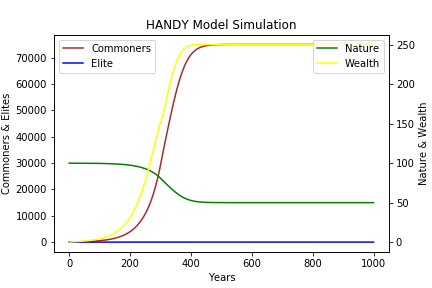 HANDY Model Simulation
Commoners
Elite
Nature
Wealth
Commoners & Elites
70000
60000
50000
40000
30000
20000
10000
0
250
200
150
100
50
0
Nature & Wealth
0 200 400 600 800 1000
Years